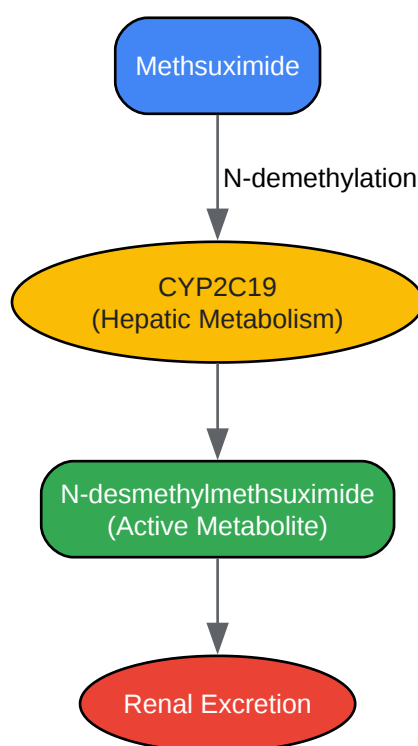 Methsuximide
N-demethylation
CYP2C19
(Hepatic Metabolism)
N-desmethylmethsuximide
(Active Metabolite)
Renal Excretion